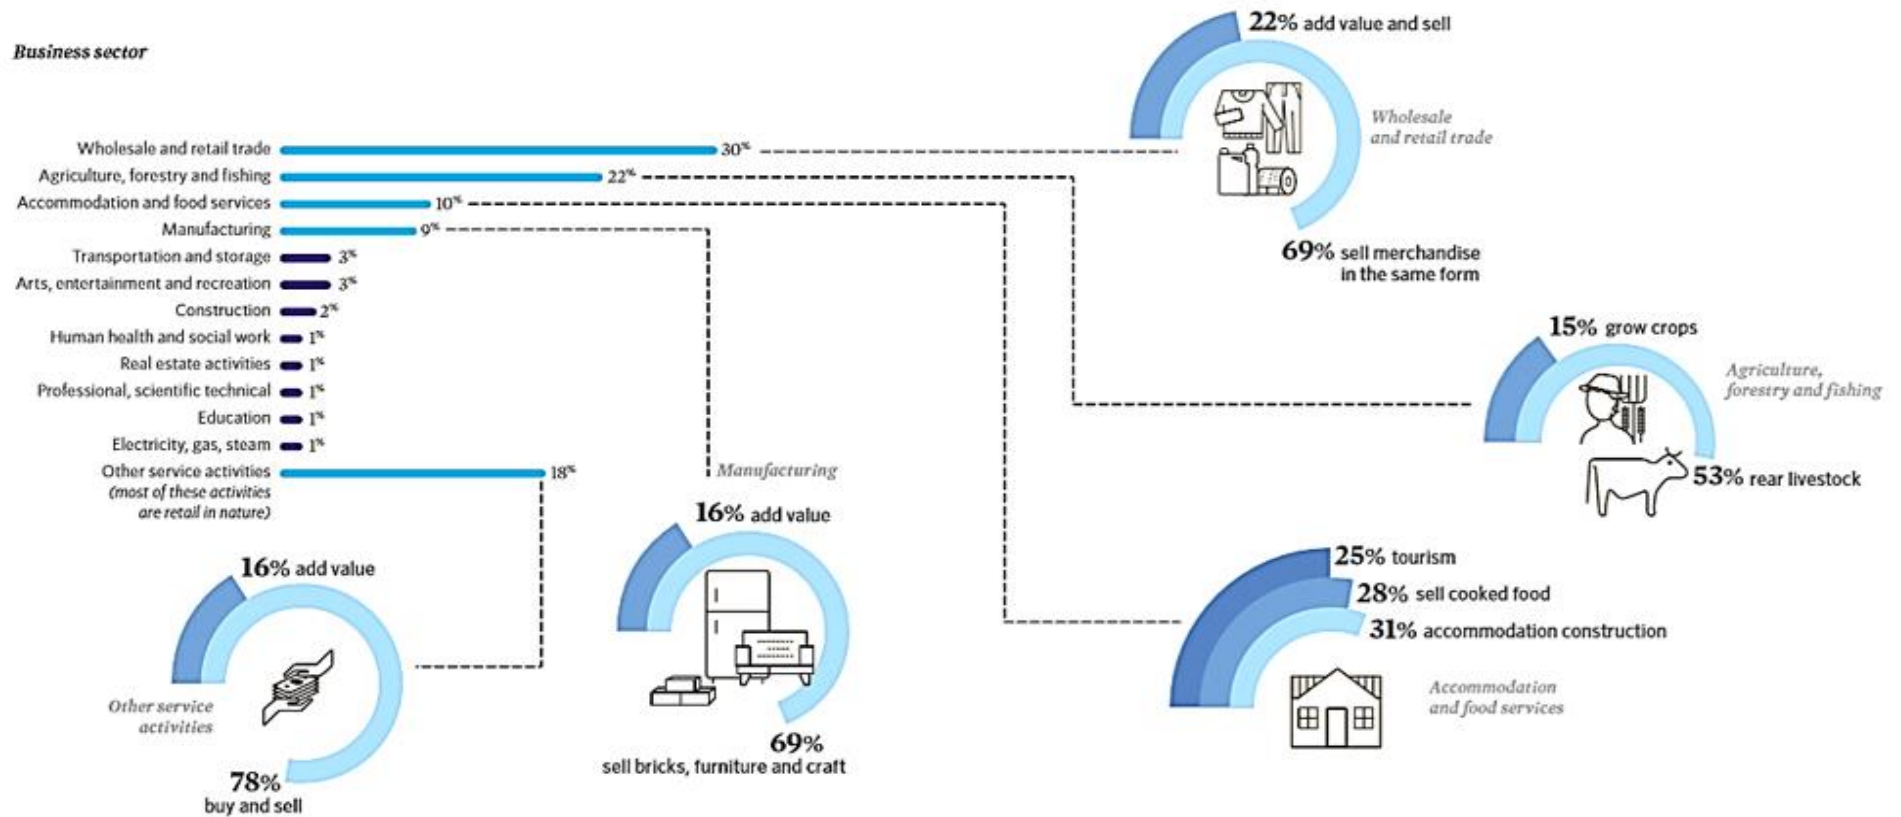 Business sector
Wholesale and retail trade 30%
Agriculture, forestry and fishing 22%
Accommodation and food services 10%
Manufacturing 9%
Transportation and storage 3%
Arts, entertainment and recreation 3%
Construction 2%
Human health and social work 1%
Real estate activities 1%
Professional, scientific technical 1%
Education 1%
Electricity, gas, steam 1%
Other service activities 18%
(most of these activities
are retail in nature)
22% add value and sell
Wholesale
and retail trade
69% sell merchandise
in the same form
15% grow crops
Agriculture,
forestry and fishing
53% rear livestock
25% tourism
28% sell cooked food
31% accommodation construction
Accommodation
and food services
Manufacturing
16% add value
69%
sell bricks, furniture and craft
16% add value
Other service
activities
78%
buy and sell